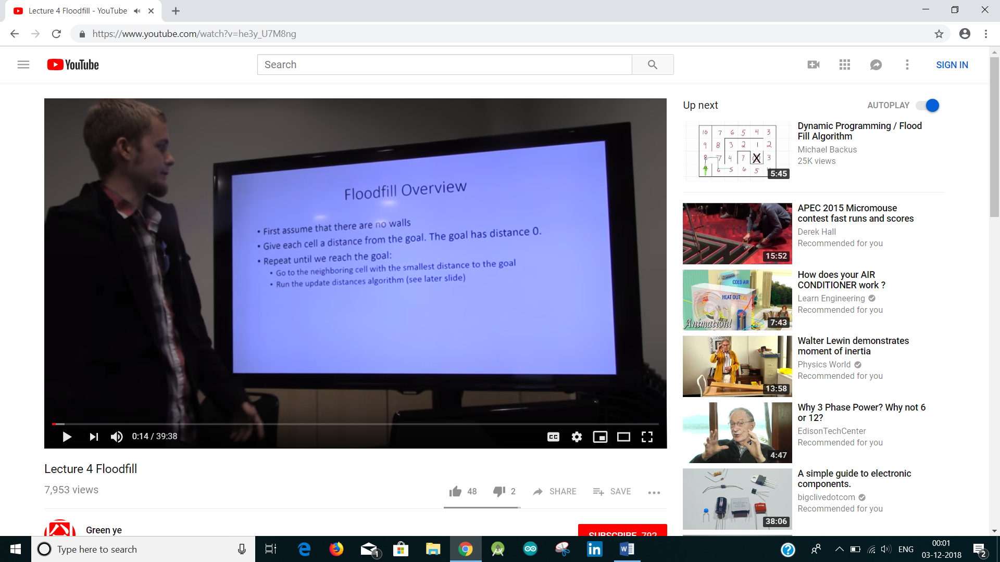 Lecture 4 Floodfill - YouTube
https://www.youtube.com/watch?v=he3y_U7M8ng
YouTube
Search
SIGN IN
Floodfill Overview
• First assume that there are no walls
• Give each cell a distance from the goal. The goal has distance 0.
• Repeat until we reach the goal:
• Go to the neighboring cell with the smallest distance to the goal
• Run the update distances algorithm (see later slide)
0:14 / 39:38
CC
Lecture 4 Floodfill
7,953 views
48
2
SHARE
SAVE
Green ye
SUBSCRIBE 792
Up next
AUTOPLAY
10 7 6 5 4 3
9 8 3 2 1 2
8 7 4 7 X 3
6 5 6 5
5:45
Dynamic Programming / Flood
Fill Algorithm
Michael Backus
25K views
15:52
APEC 2015 Micromouse
contest fast runs and scores
Derek Hall
Recommended for you
COLD AIR
HEAT OUT
Animation!
7:43
How does your AIR
CONDITIONER work ?
Learn Engineering
Recommended for you
13:58
Walter Lewin demonstrates
moment of inertia
Physics World
Recommended for you
4:47
Why 3 Phase Power? Why not 6
or 12?
EdisonTechCenter
Recommended for you
38:06
A simple guide to electronic
components.
bigclivedotcom
Recommended for you
Type here to search
1
ENG
00:01
03-12-2018
2